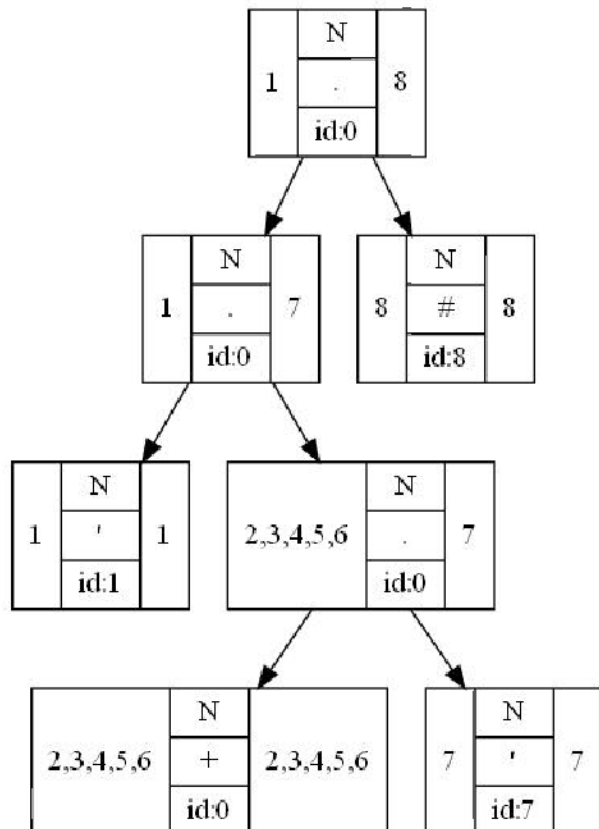 N
1 . 8
id:0
N N
1 . 7 8 # 8
id:0 id:8
N N
1 ' 1 2,3,4,5,6 . 7
id:1 id:0
N N
2,3,4,5,6 + 2,3,4,5,6 7 ' 7
id:0 id:7